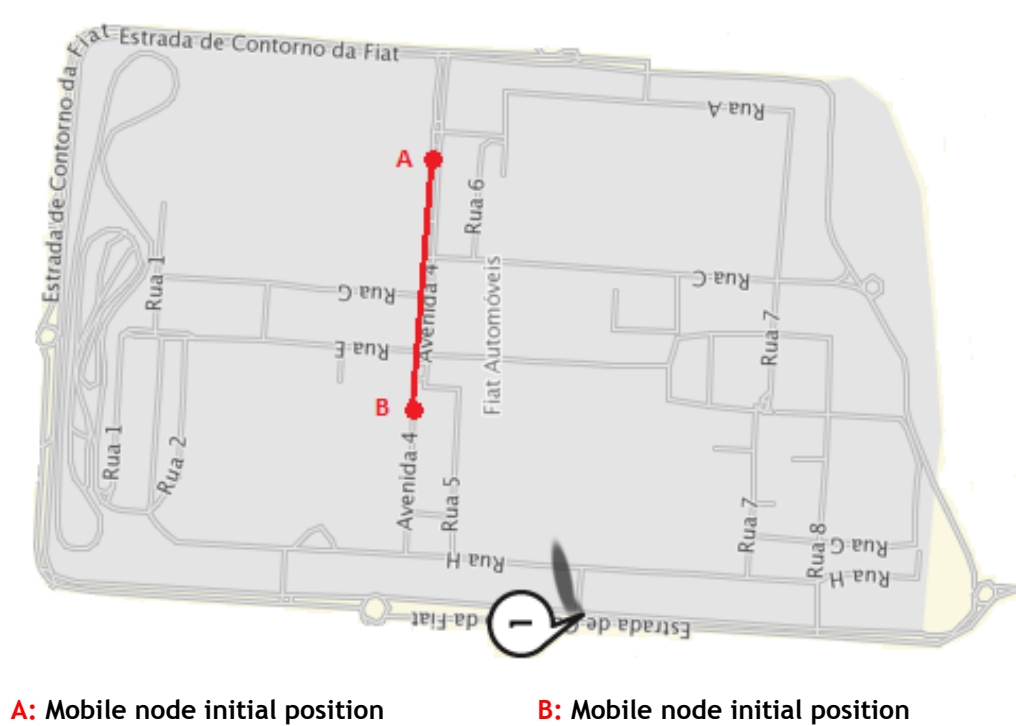 Estrada de Contorno da Fiat
Estrada de Contorno da Fiat
Rua A
A
Rua 6
Rua 1
Rua G
Avenida 4
Fiat Automóveis
Rua C
Rua 7
Rua E
B
Rua 1
Rua 2
Avenida 4
Rua 5
Rua H
Rua 7
Rua 8
Rua G
Rua H
1
da Fiat
Estrada de
A: Mobile node initial position
B: Mobile node initial position